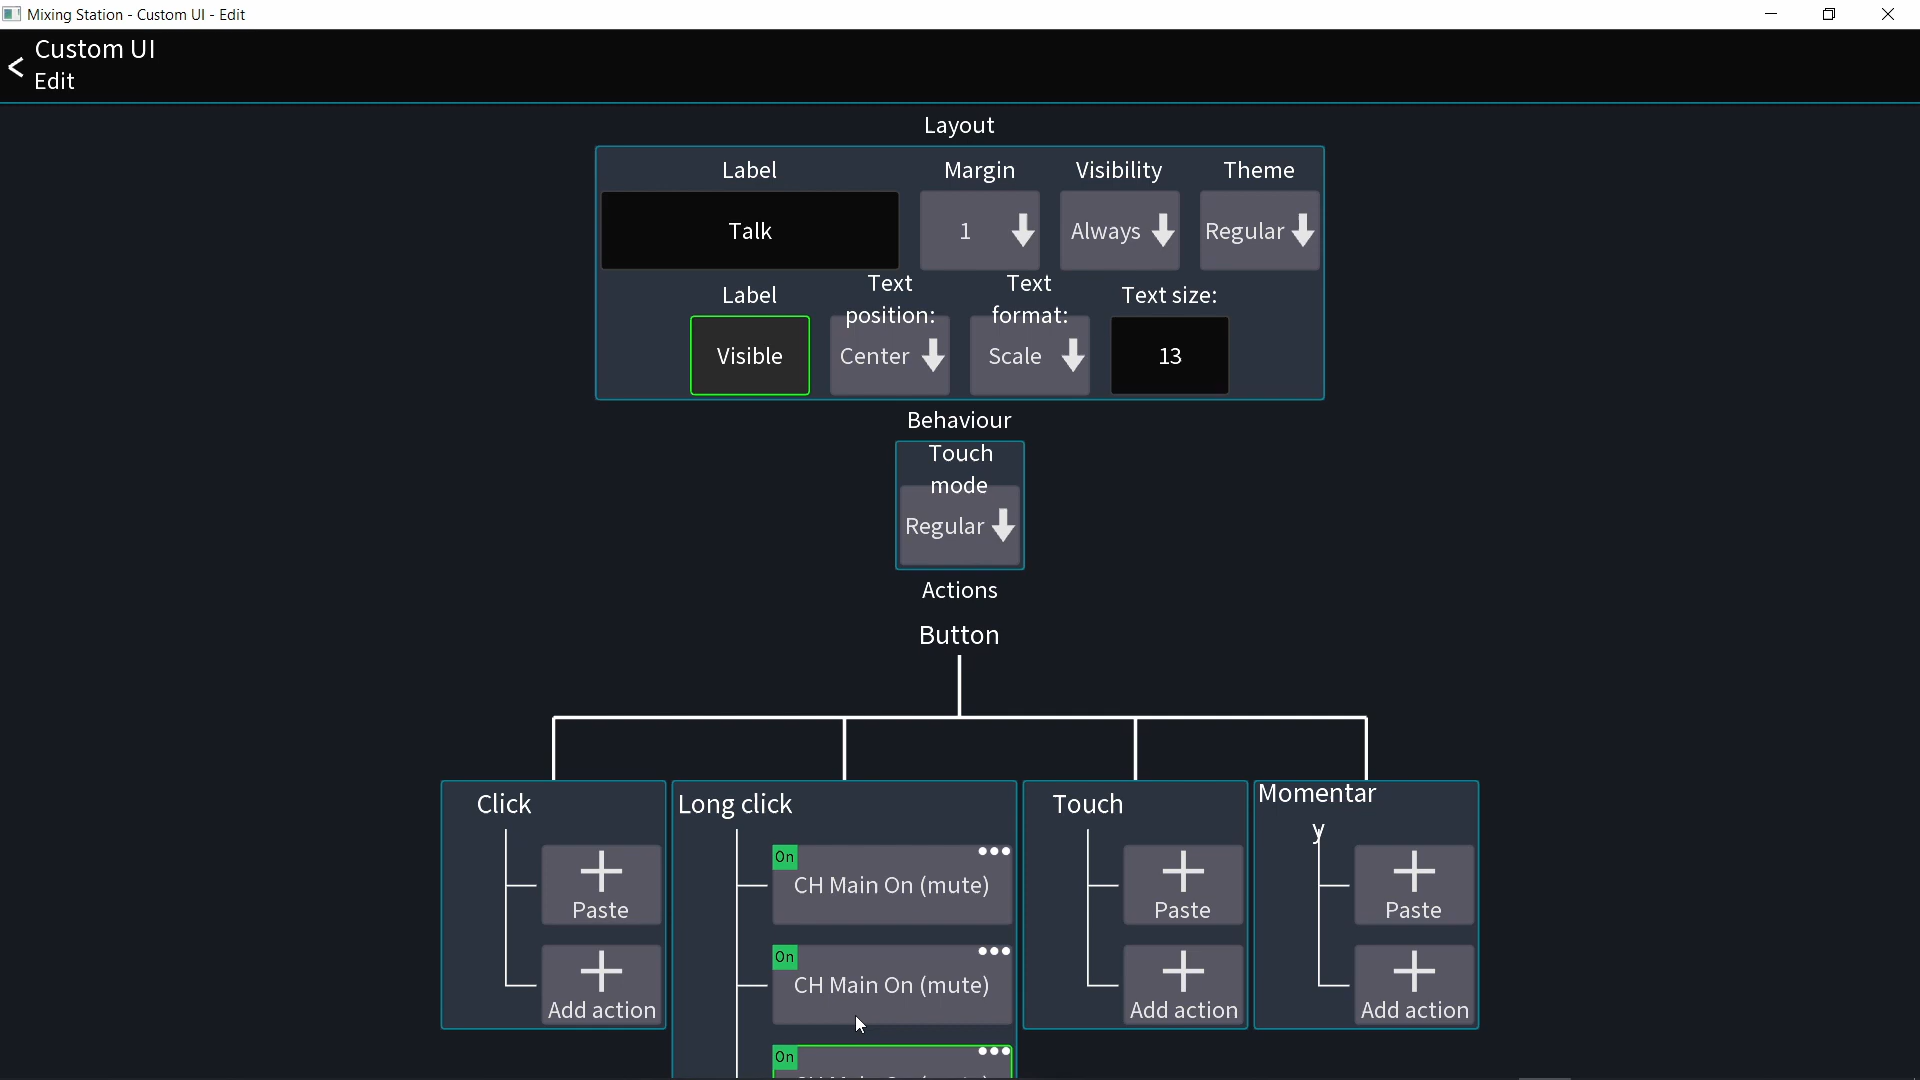 Mixing Station - Custom UI - Edit
Custom UI
Edit
Layout
Label Margin Visibility Theme
Talk 1 Always Regular
Label Text position: Text format: Text size:
Visible Center Scale 13
Behaviour
Touch
mode
Regular
Actions
Button
Click
Paste
Add action
Long click
On
CH Main On (mute)
On
CH Main On (mute)
On
Touch
Paste
Add action
Momentar
y
Paste
Add action